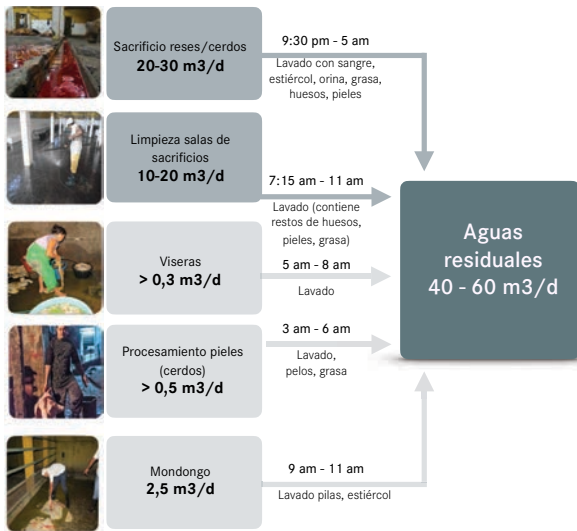 Sacrificio reses/cerdos
20-30 m3/d
9:30 pm - 5 am
Lavado con sangre,
estiércol, orina, grasa,
huesos, pieles
Limpieza salas de
sacrificios
10-20 m3/d
7:15 am - 11 am
Lavado (contiene
restos de huesos,
pieles, grasa)
Viseras
> 0,3 m3/d
5 am - 8 am
Lavado
Procesamiento pieles
(cerdos)
> 0,5 m3/d
3 am - 6 am
Lavado,
pelos, grasa
Mondongo
2,5 m3/d
9 am - 11 am
Lavado pilas, estiércol
Aguas
residuales
40 - 60 m3/d